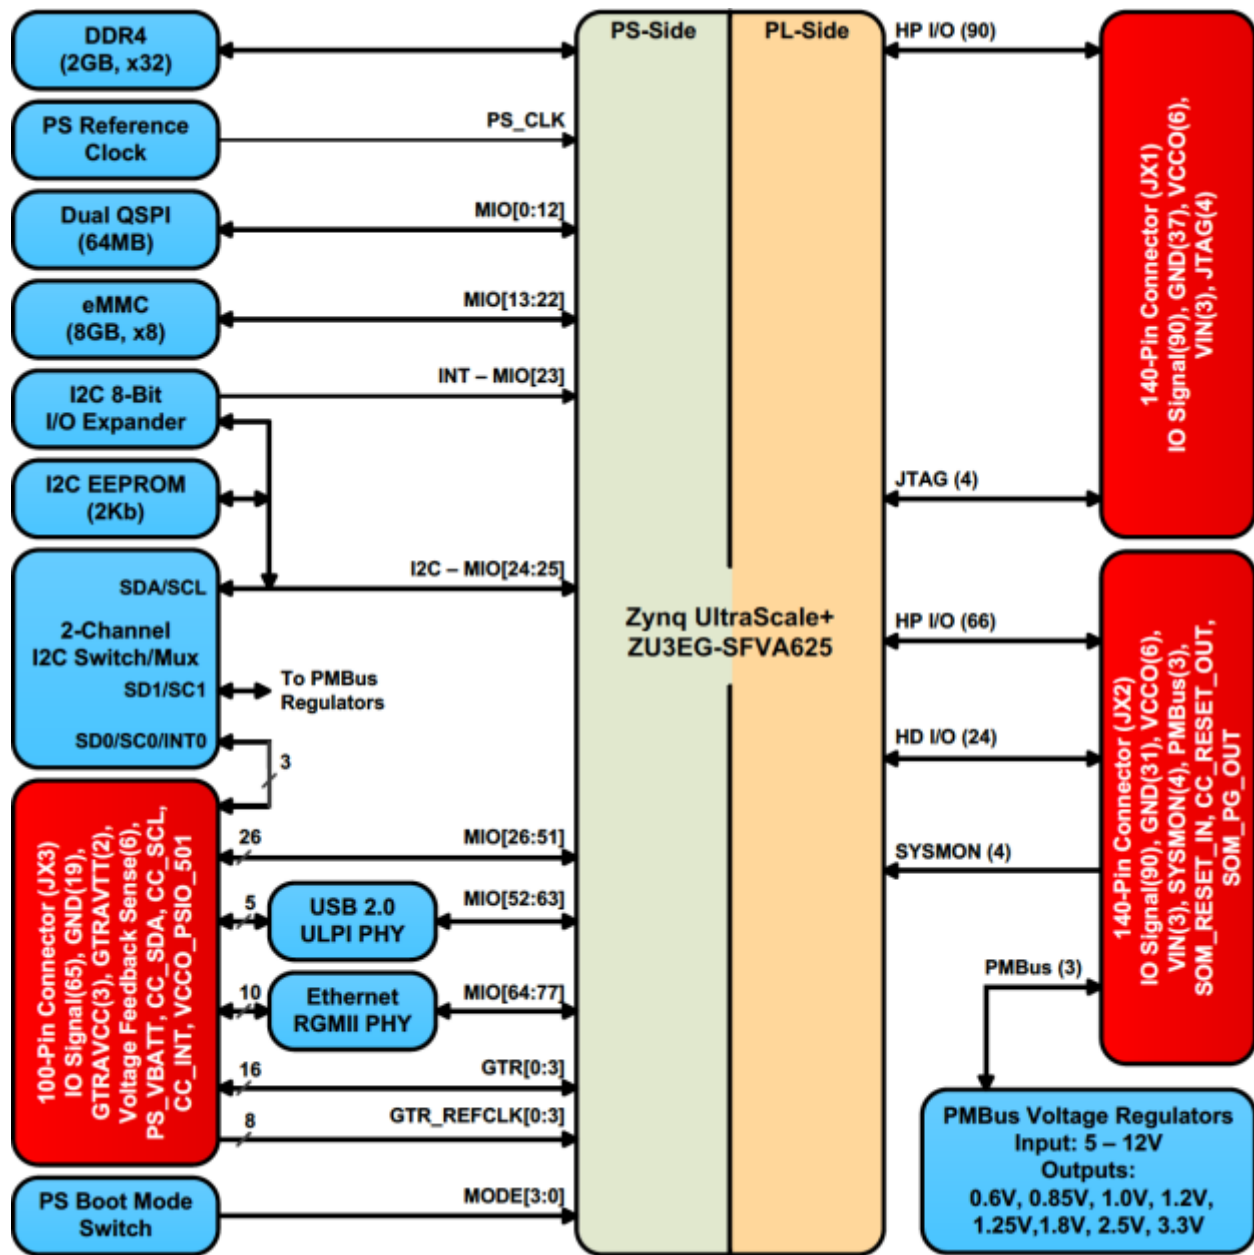 DDR4
(2GB, x32)
PS Reference
Clock
PS_CLK
Dual QSPI
(64MB)
MIO[0:12]
eMMC
(8GB, x8)
MIO[13:22]
I2C 8-Bit
I/O Expander
INT – MIO[23]
I2C EEPROM
(2Kb)
SDA/SCL
I2C – MIO[24:25]
2-Channel
I2C Switch/Mux
SD1/SC1
To PMBus
Regulators
SD0/SC0/INT0
3
100-Pin Connector (JX3)
IO Signal(65), GND(19),
GTRAVCC(3), GTRAVTT(2),
Voltage Feedback Sense(6),
PS_VBATT, CC_SDA, CC_SCL,
CC_INT, VCCO_PSIO_501
26
MIO[26:51]
5
USB 2.0
ULPI PHY
MIO[52:63]
10
Ethernet
RGMII PHY
MIO[64:77]
16
GTR[0:3]
8
GTR_REFCLK[0:3]
PS Boot Mode
Switch
MODE[3:0]
PS-Side
PL-Side
Zynq UltraScale+
ZU3EG-SFVA625
HP I/O (90)
JTAG (4)
140-Pin Connector (JX1)
IO Signal(90), GND(37), VCCO(6),
VIN(3), JTAG(4)
HP I/O (66)
HD I/O (24)
SYSMON (4)
PMBus (3)
140-Pin Connector (JX2)
IO Signal(90), GND(31), VCCO(6),
VIN(3), SYSMON(4), PMBus(3),
SOM_RESET_IN, CC_RESET_OUT,
SOM_PG_OUT
PMBus Voltage Regulators
Input: 5 – 12V
Outputs:
0.6V, 0.85V, 1.0V, 1.2V,
1.25V,1.8V, 2.5V, 3.3V